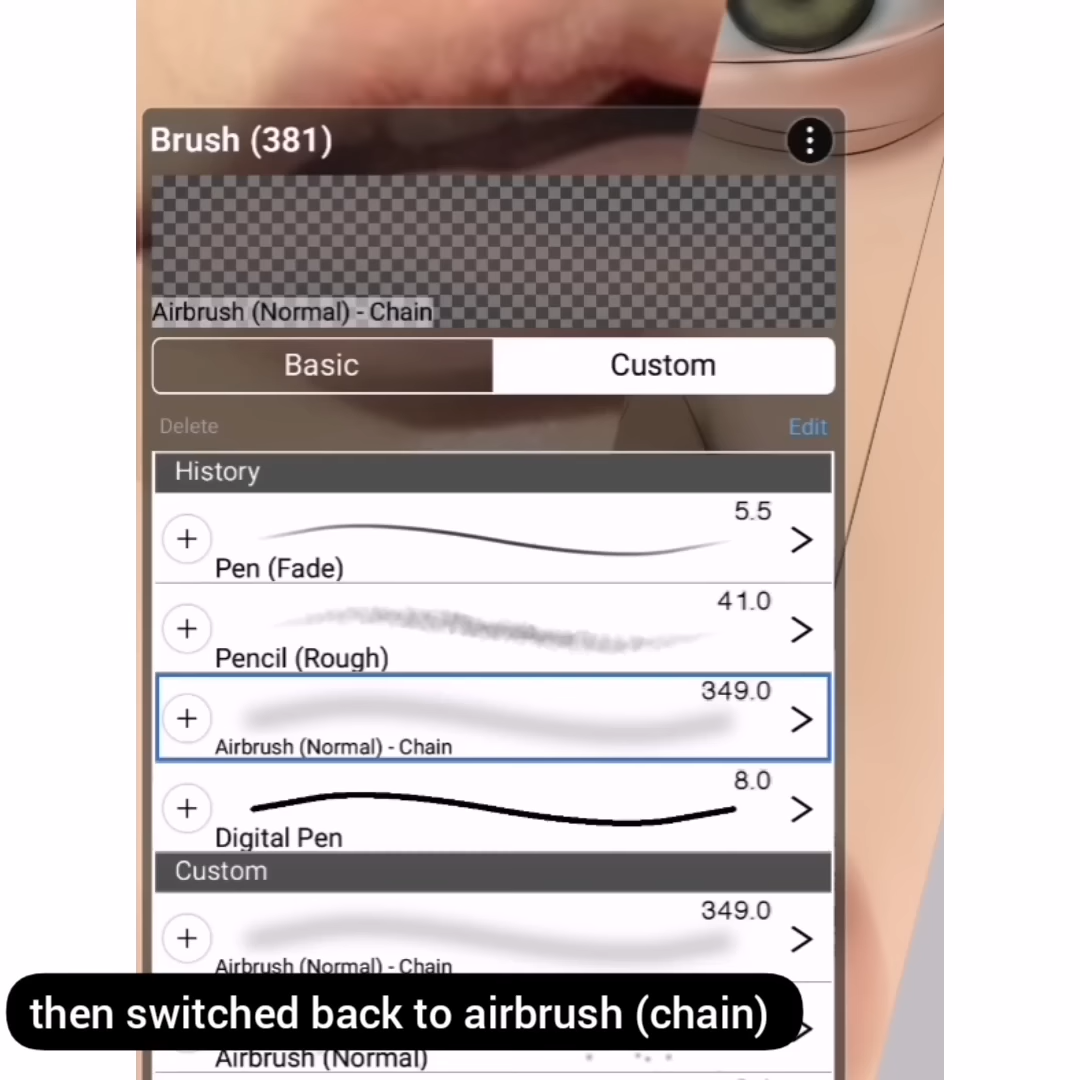 Brush (381)
Airbrush (Normal) - Chain
Basic
Custom
Delete
Edit
History
5.5
Pen (Fade)
41.0
Pencil (Rough)
349.0
Airbrush (Normal) - Chain
8.0
Digital Pen
Custom
349.0
Airbrush (Normal) - Chain
then switched back to airbrush (chain)
Airbrush (Normal)